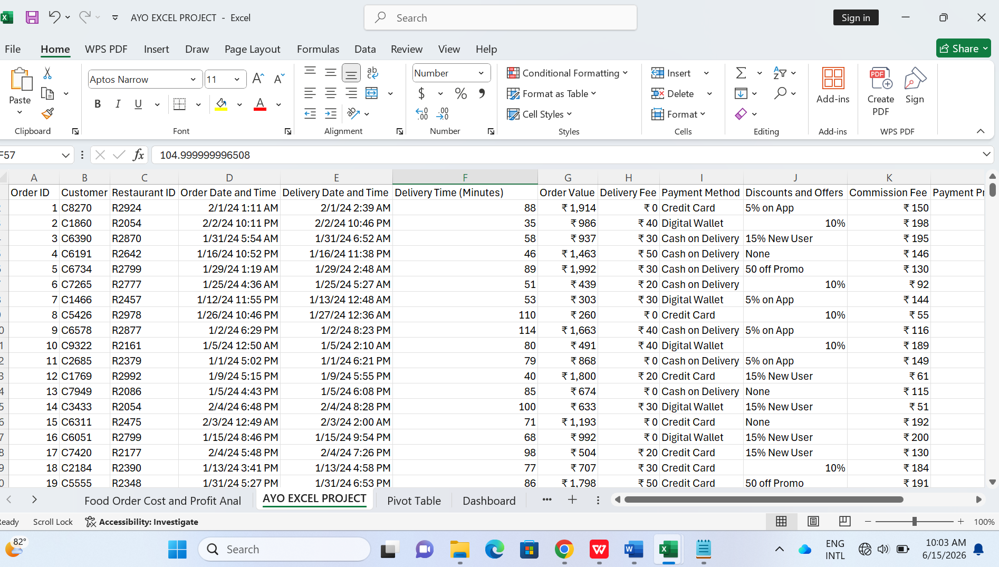 AYO EXCEL PROJECT - Excel
Search
Sign in
File Home WPS PDF Insert Draw Page Layout Formulas Data Review View Help
Share
Paste
Clipboard
Aptos Narrow 11
B I U
Font
Alignment
Number
$ %
Number
Conditional Formatting
Format as Table
Cell Styles
Styles
Insert
Delete
Format
Cells
Editing
Add-ins
Add-ins
Create PDF
Sign
WPS PDF
F57
fx 104.999999996508
A B C D E F G H I J K
Order ID Customer Restaurant ID Order Date and Time Delivery Date and Time Delivery Time (Minutes) Order Value Delivery Fee Payment Method Discounts and Offers Commission Fee Payment Pr
1 C8270 R2924 2/1/24 1:11 AM 2/1/24 2:39 AM 88 ₹ 1,914 ₹ 0 Credit Card 5% on App ₹ 150
2 C1860 R2054 2/2/24 10:11 PM 2/2/24 10:46 PM 35 ₹ 986 ₹ 40 Digital Wallet 10% ₹ 198
3 C6390 R2870 1/31/24 5:54 AM 1/31/24 6:52 AM 58 ₹ 937 ₹ 30 Cash on Delivery 15% New User ₹ 195
4 C6191 R2642 1/16/24 10:52 PM 1/16/24 11:38 PM 46 ₹ 1,463 ₹ 50 Cash on Delivery None ₹ 146
5 C6734 R2799 1/29/24 1:19 AM 1/29/24 2:48 AM 89 ₹ 1,992 ₹ 30 Cash on Delivery 50 off Promo ₹ 130
6 C7265 R2777 1/25/24 4:36 AM 1/25/24 5:27 AM 51 ₹ 439 ₹ 20 Cash on Delivery 10% ₹ 92
7 C1466 R2457 1/12/24 11:55 PM 1/13/24 12:48 AM 53 ₹ 303 ₹ 30 Digital Wallet 5% on App ₹ 144
8 C5426 R2978 1/26/24 10:46 PM 1/27/24 12:36 AM 110 ₹ 260 ₹ 0 Credit Card 10% ₹ 55
9 C6578 R2877 1/2/24 6:29 PM 1/2/24 8:23 PM 114 ₹ 1,663 ₹ 40 Cash on Delivery 5% on App ₹ 116
10 C9322 R2161 1/5/24 12:50 AM 1/5/24 2:10 AM 80 ₹ 491 ₹ 40 Digital Wallet 10% ₹ 189
11 C2685 R2379 1/1/24 5:02 PM 1/1/24 6:21 PM 79 ₹ 868 ₹ 0 Cash on Delivery 5% on App ₹ 149
12 C1769 R2992 1/9/24 5:15 PM 1/9/24 5:55 PM 40 ₹ 1,800 ₹ 20 Credit Card 15% New User ₹ 61
13 C7949 R2086 1/5/24 4:43 PM 1/5/24 6:08 PM 85 ₹ 674 ₹ 0 Cash on Delivery None ₹ 115
14 C3433 R2054 2/4/24 6:48 PM 2/4/24 8:28 PM 100 ₹ 633 ₹ 30 Digital Wallet 15% New User ₹ 51
15 C6311 R2475 2/3/24 12:49 AM 2/3/24 2:00 AM 71 ₹ 1,193 ₹ 0 Credit Card None ₹ 192
16 C6051 R2799 1/15/24 8:46 PM 1/15/24 9:54 PM 68 ₹ 992 ₹ 0 Digital Wallet 15% New User ₹ 200
17 C7420 R2177 2/4/24 5:48 PM 2/4/24 7:26 PM 98 ₹ 504 ₹ 20 Credit Card 15% New User ₹ 130
18 C2184 R2390 1/13/24 3:41 PM 1/13/24 4:58 PM 77 ₹ 707 ₹ 30 Credit Card 10% ₹ 184
19 C5555 R2348 1/31/24 5:27 PM 1/31/24 6:53 PM 86 ₹ 1,798 ₹ 50 Credit Card 50 off Promo ₹ 191
Food Order Cost and Profit Anal AYO EXCEL PROJECT Pivot Table Dashboard
Ready Scroll Lock Accessibility: Investigate 100%
82°
Search
ENG
INTL
10:03 AM
6/15/2026